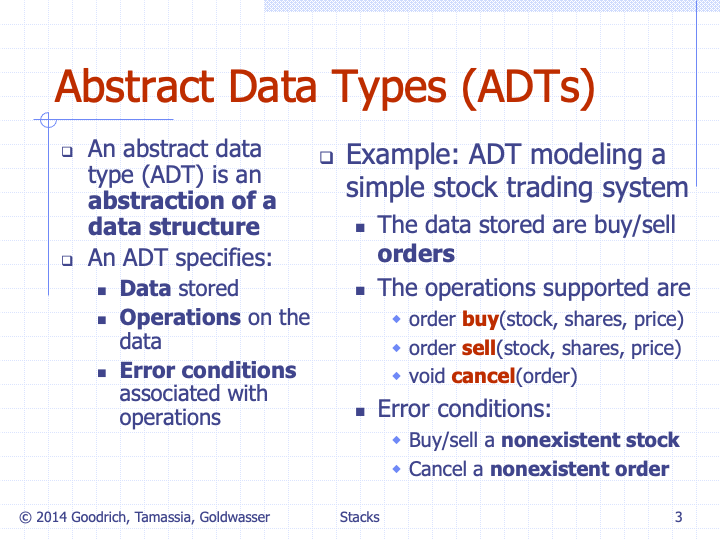 Abstract Data Types (ADTs)
An abstract data
type (ADT) is an
abstraction of a
data structure
An ADT specifies:
Data stored
Operations on the
data
Error conditions
associated with
operations
Example: ADT modeling a
simple stock trading system
The data stored are buy/sell
orders
The operations supported are
order buy(stock, shares, price)
order sell(stock, shares, price)
void cancel(order)
Error conditions:
Buy/sell a nonexistent stock
Cancel a nonexistent order
© 2014 Goodrich, Tamassia, Goldwasser
Stacks
3